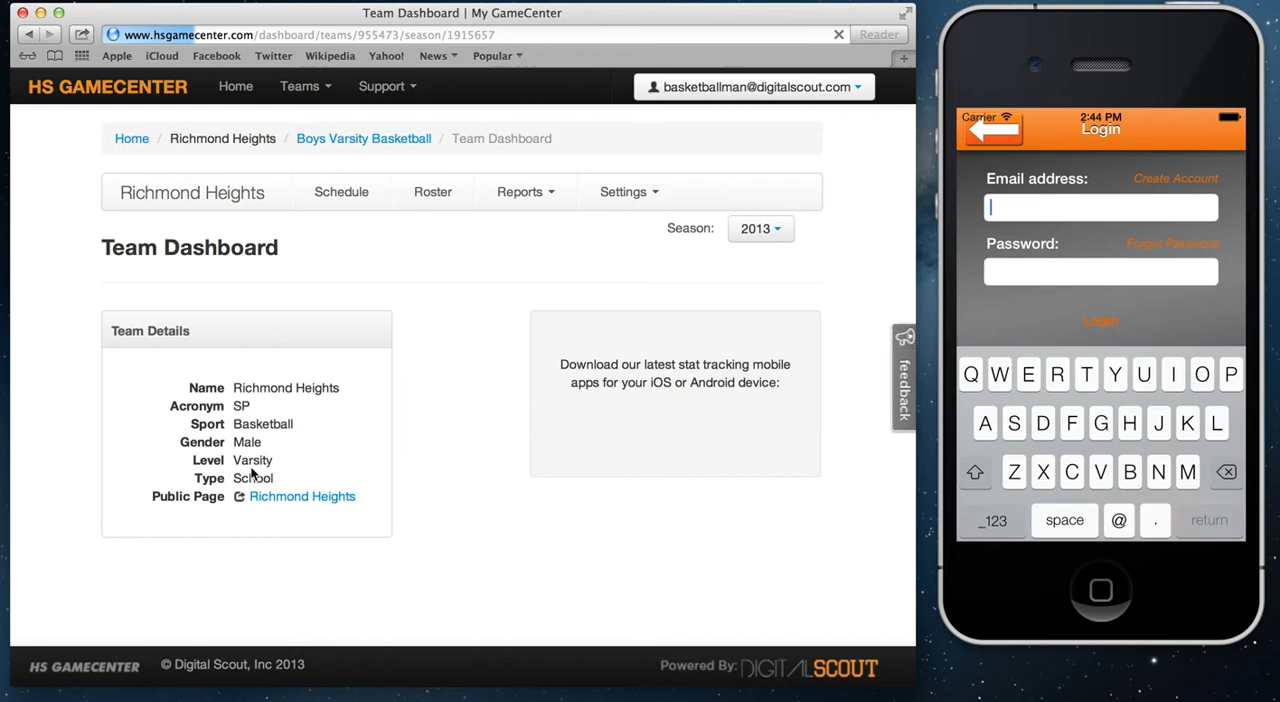 Team Dashboard | My GameCenter
www.hsgamecenter.com/dashboard/teams/955473/season/1915657
Reader
Apple iCloud Facebook Twitter Wikipedia Yahoo! News Popular
HS GAMECENTER Home Teams Support basketballman@digitalscout.com
Home / Richmond Heights / Boys Varsity Basketball / Team Dashboard
Richmond Heights Schedule Roster Reports Settings
Season: 2013
Team Dashboard
Team Details
Name Richmond Heights
Acronym SP
Sport Basketball
Gender Male
Level Varsity
Type School
Public Page Richmond Heights
Download our latest stat tracking mobile
apps for your iOS or Android device:
feedback
HS GAMECENTER © Digital Scout, Inc 2013 Powered By: DIGITALSCOUT
Carrier 2:44 PM
Login
Email address: Create Account
Password: Forgot Password
Login
Q W E R T Y U I O P
A S D F G H J K L
Z X C V B N M
_123 space @ . return